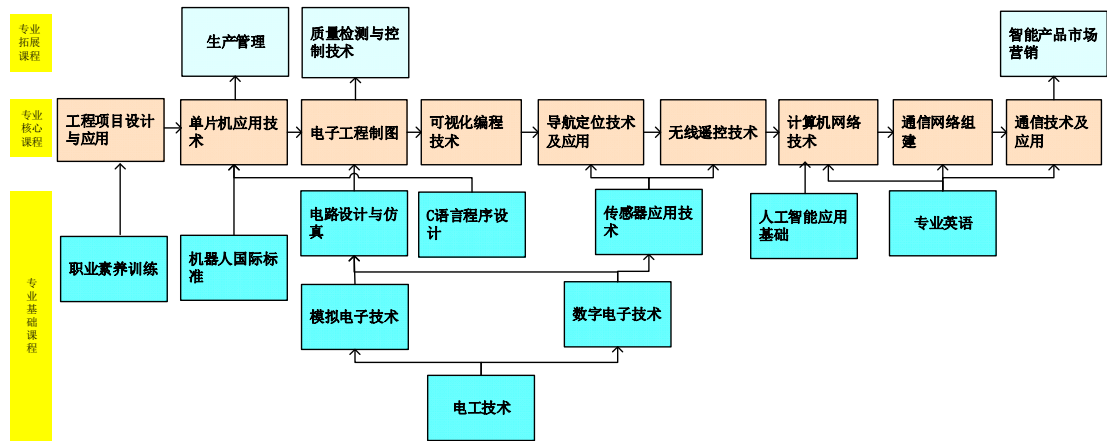 专业
拓展
课程
生产管理
质量检测与控
制技术
智能产品市场
营销
专业
核心
课程
工程项目设计
与应用
单片机应用技
术
电子工程制图
可视化编程
技术
导航定位技术
及应用
无线遥控技术
计算机网络
技术
通信网络组
建
通信技术及
应用
专
业
基
础
课
程
职业素养训练
机器人国际标
准
电路设计与仿
真
C语言程序设
计
传感器应用技
术
人工智能应用
基础
专业英语
模拟电子技术
数字电子技术
电工技术